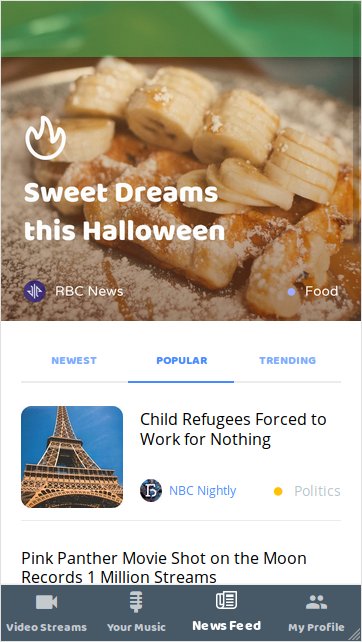 Sweet Dreams
this Halloween
RBC News
Food
NEWEST
POPULAR
TRENDING
Child Refugees Forced to
Work for Nothing
NBC Nightly
Politics
Pink Panther Movie Shot on the Moon
Records 1 Million Streams
Video Streams
Your Music
News Feed
My Profile